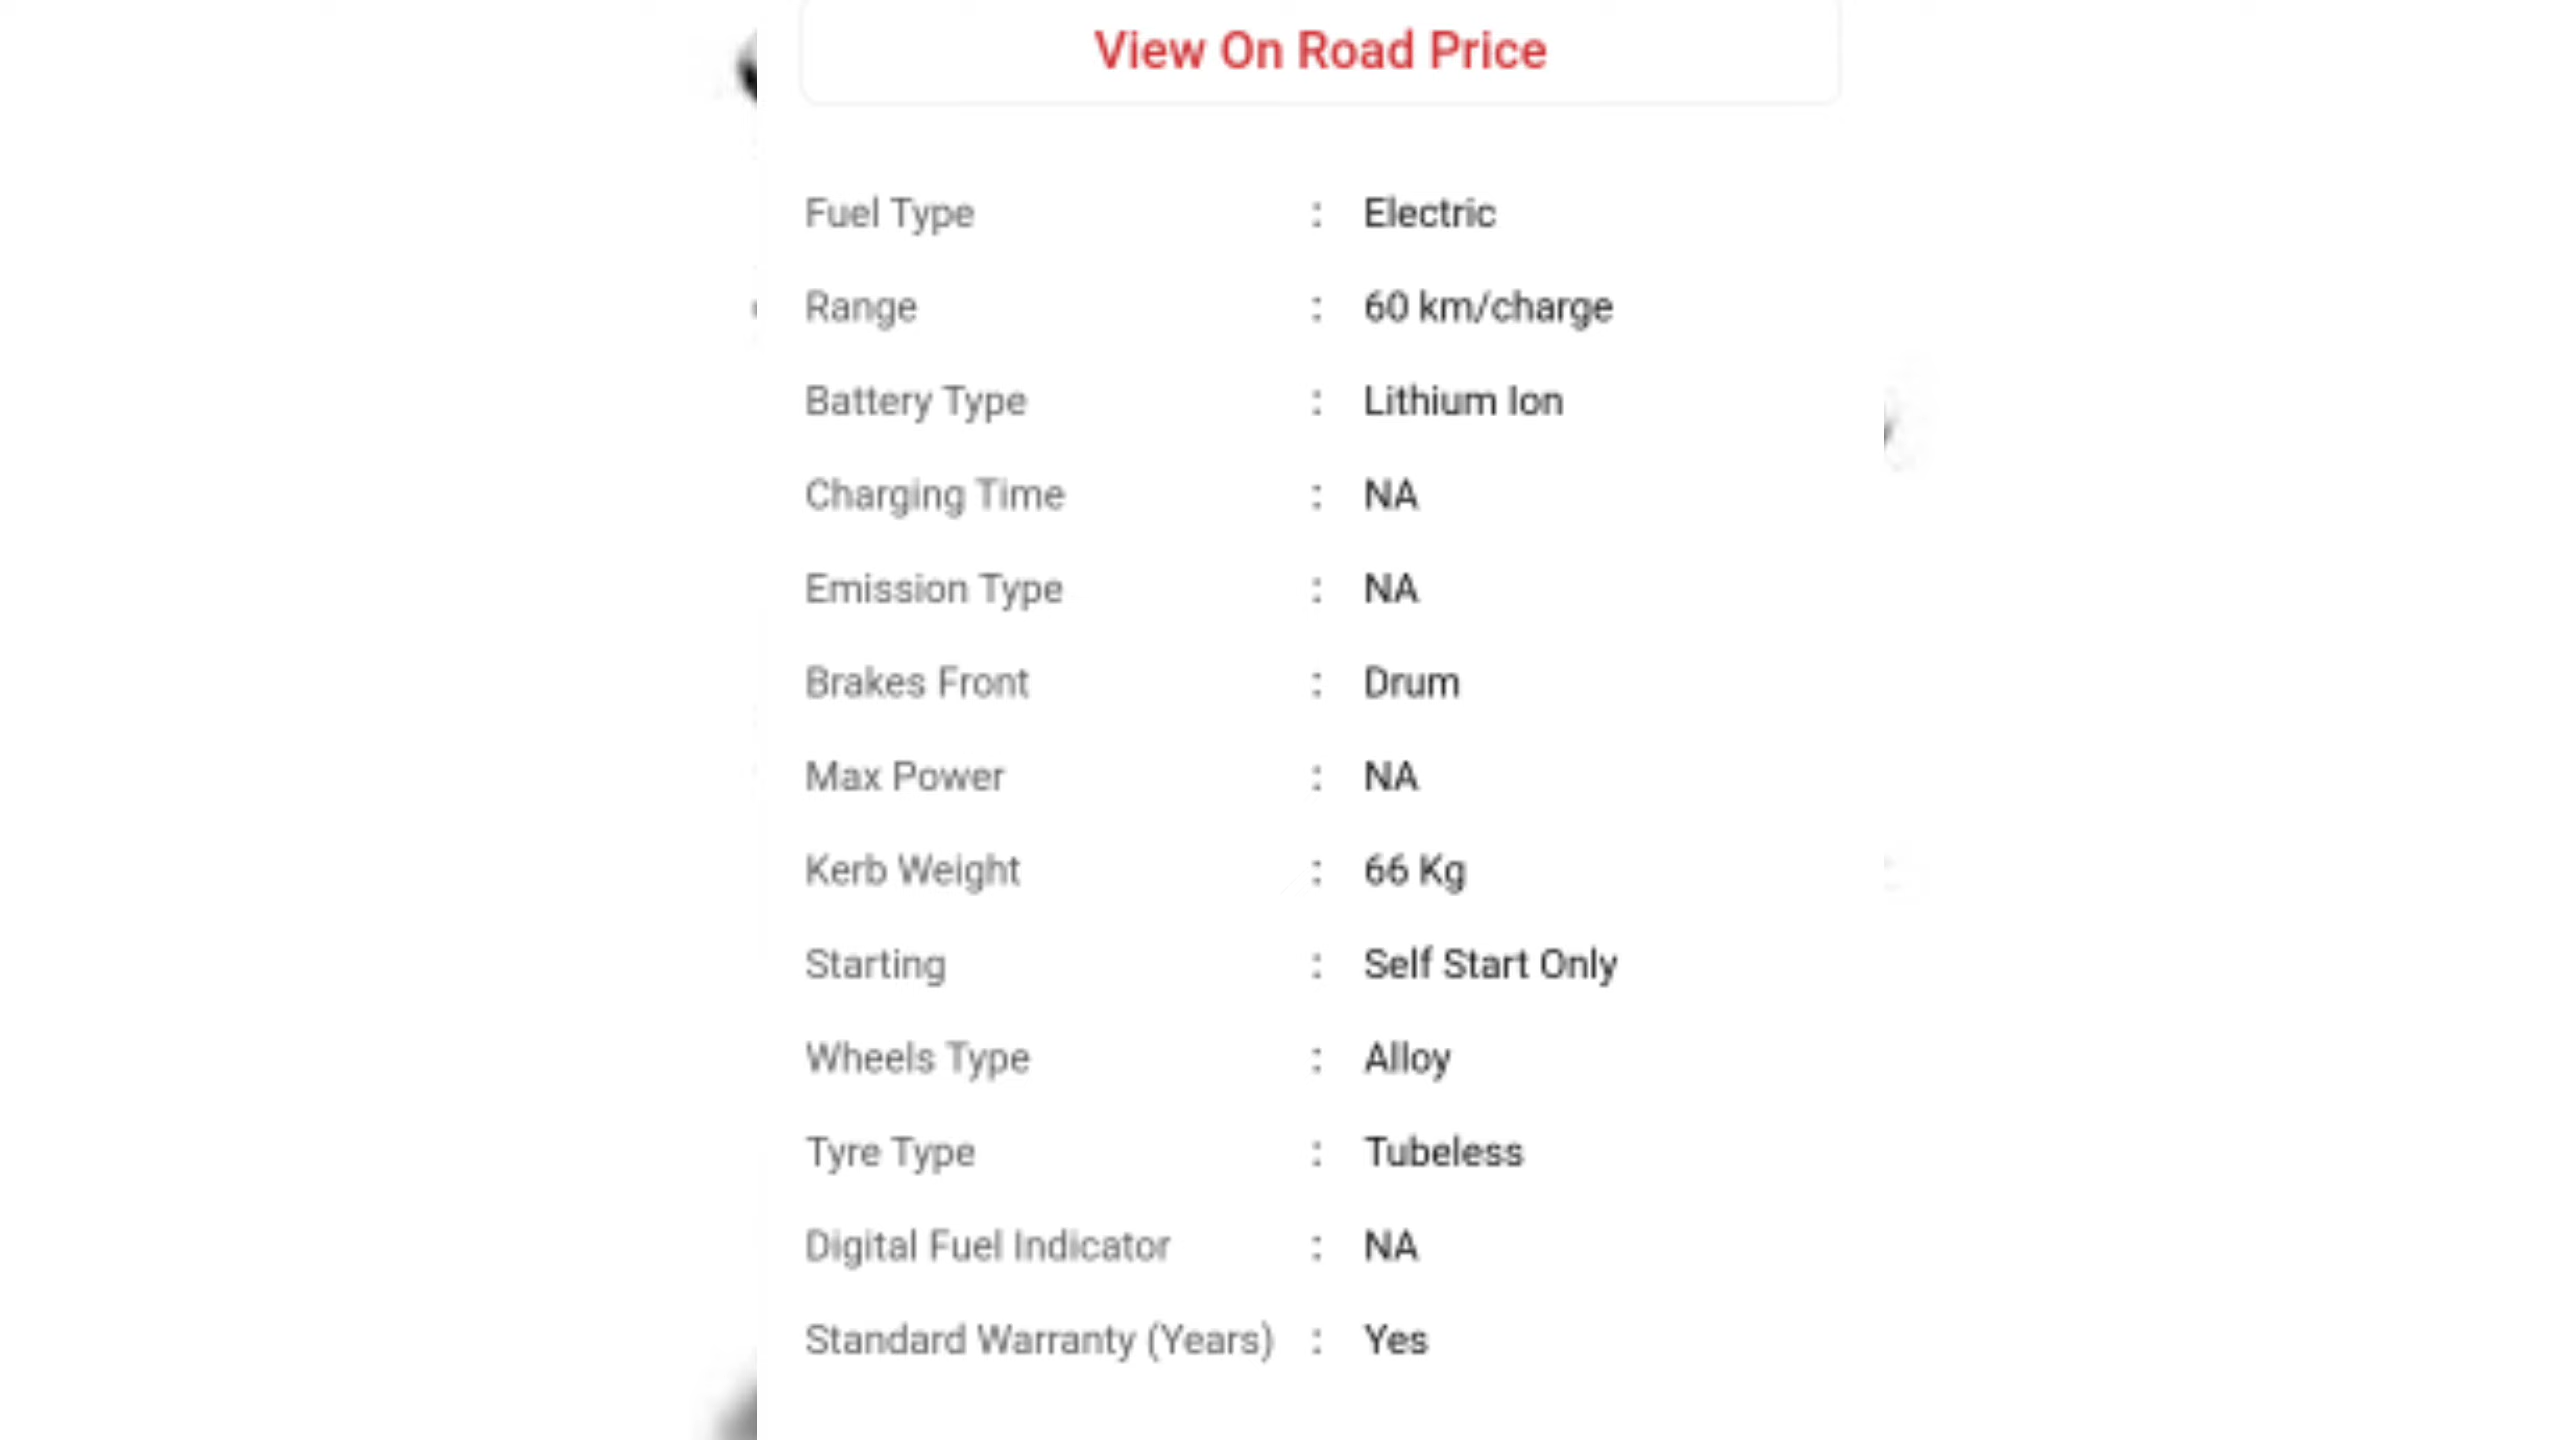 View On Road Price
Fuel Type : Electric
Range : 60 km/charge
Battery Type : Lithium Ion
Charging Time : NA
Emission Type : NA
Brakes Front : Drum
Max Power : NA
Kerb Weight : 66 Kg
Starting : Self Start Only
Wheels Type : Alloy
Tyre Type : Tubeless
Digital Fuel Indicator : NA
Standard Warranty (Years) : Yes